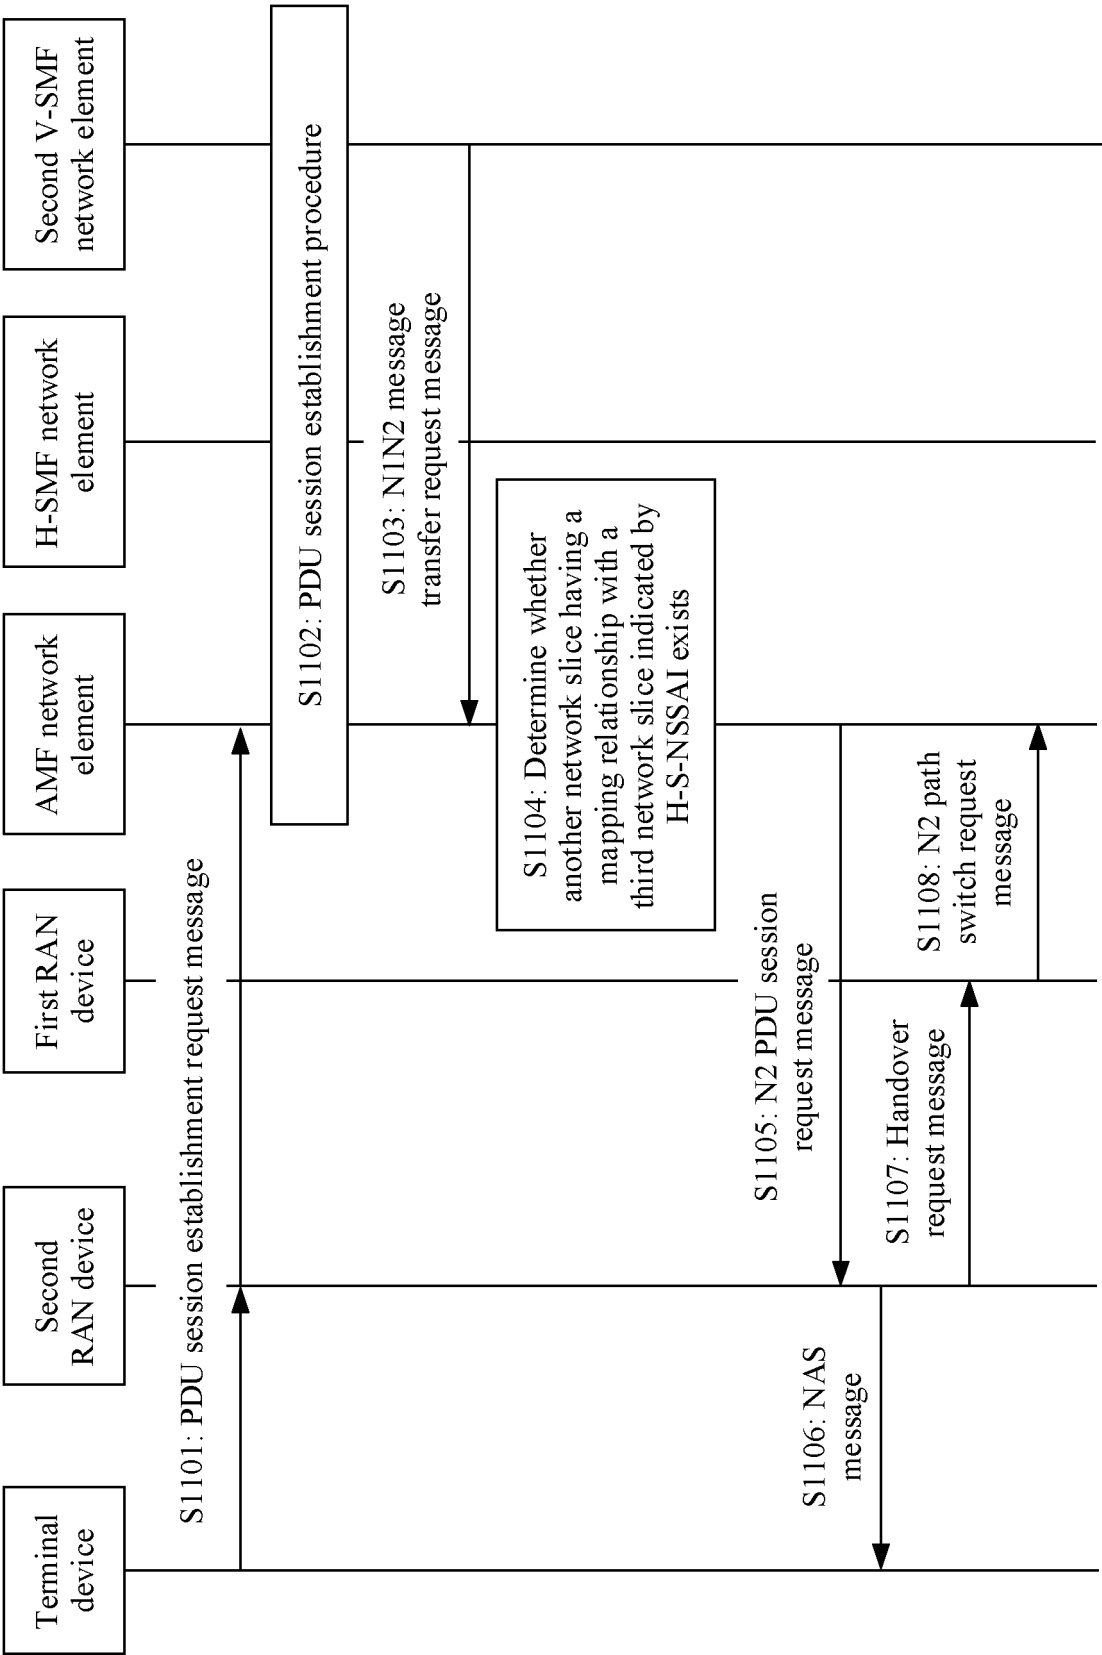 Terminal
device
Second
RAN device
First RAN
device
AMF network
element
H-SMF network
element
Second V-SMF
network element
S1101: PDU session establishment request message
S1102: PDU session establishment procedure
S1103: N1N2 message
transfer request message
S1104: Determine whether
another network slice having a
mapping relationship with a
third network slice indicated by
H-S-NSSAI exists
S1105: N2 PDU session
request message
S1106: NAS
message
S1107: Handover
request message
S1108: N2 path
switch request
message